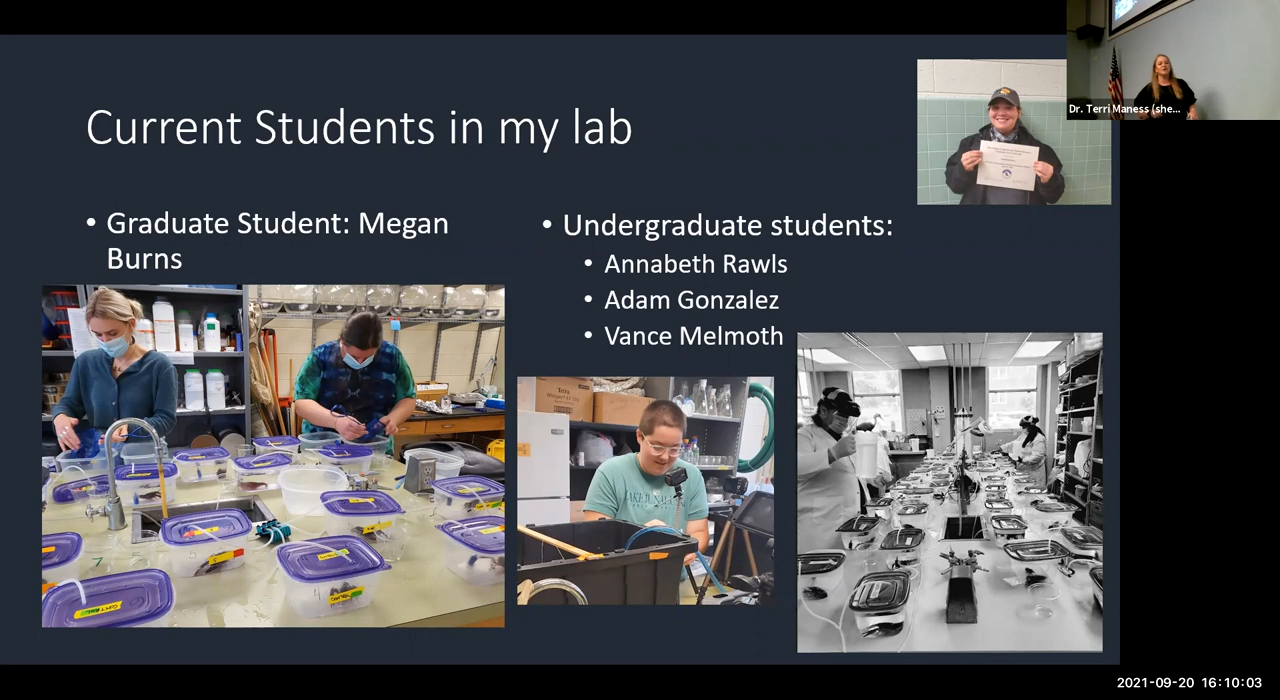 Current Students in my lab
• Graduate Student: Megan
Burns
• Undergraduate students:
• Annabeth Rawls
• Adam Gonzalez
• Vance Melmoth
Dr. Terri Maness (she...
2021-09-20 16:10:03